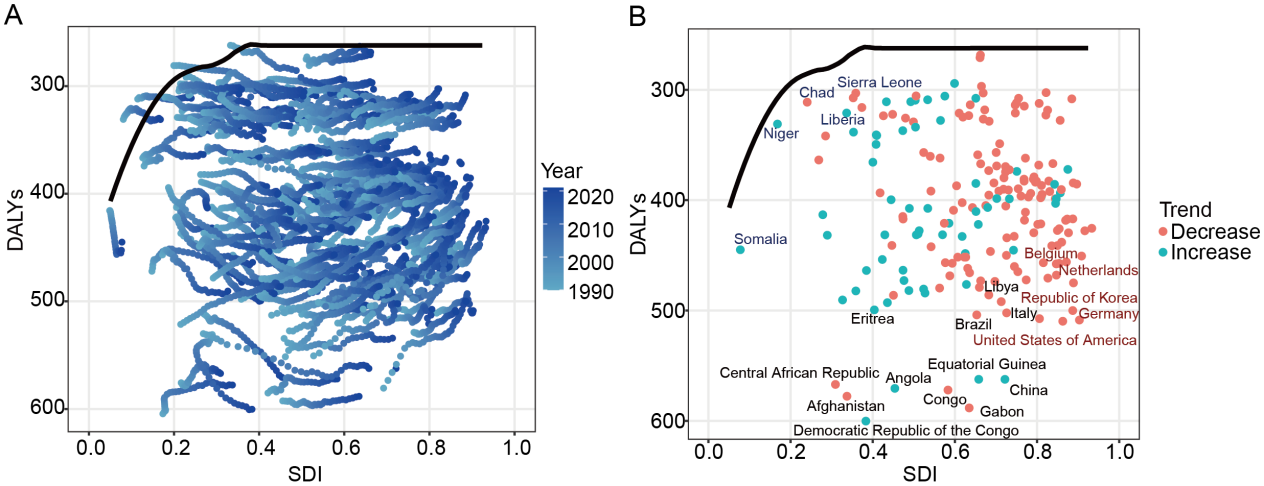 A
DALYs
300
400
500
600
0.0
0.2
0.4
0.6
0.8
1.0
SDI
Year
2020
2010
2000
1990
B
DALYs
300
400
500
600
Sierra Leone
Chad
Liberia
Niger
Somalia
Belgium
Netherlands
Libya
Republic of Korea
Italy
Germany
Eritrea
Brazil
United States of America
Equatorial Guinea
Central African Republic
Angola
China
Congo
Afghanistan
Gabon
Democratic Republic of the Congo
0.0
0.2
0.4
0.6
0.8
1.0
SDI
Trend
Decrease
Increase